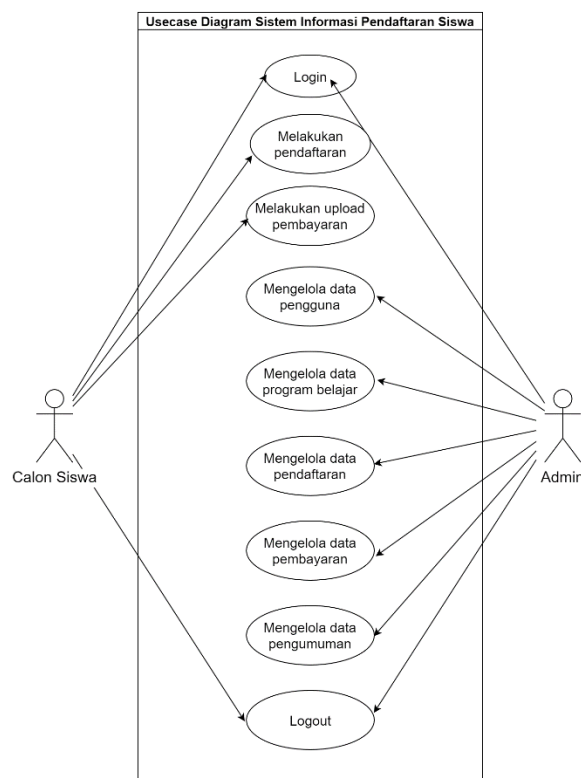 Usecase Diagram Sistem Informasi Pendaftaran Siswa
Login
Melakukan
pendaftaran
Melakukan upload
pembayaran
Mengelola data
pengguna
Mengelola data
program belajar
Mengelola data
pendaftaran
Mengelola data
pembayaran
Mengelola data
pengumuman
Logout
Calon Siswa
Admin